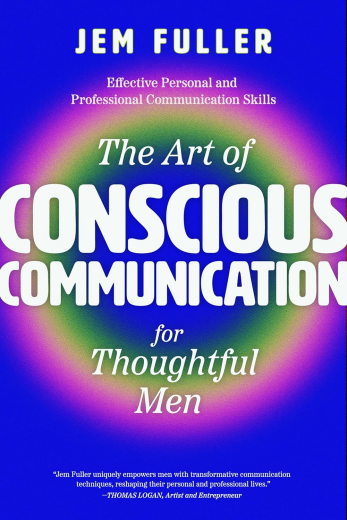 JEM FULLER
Effective Personal and
Professional Communication Skills
The Art of
CONSCIOUS
COMMUNICATION
for
Thoughtful
Men
“Jem Fuller uniquely empowers men with transformative communication
techniques, reshaping their personal and professional lives.”
—THOMAS LOGAN, Artist and Entrepreneur